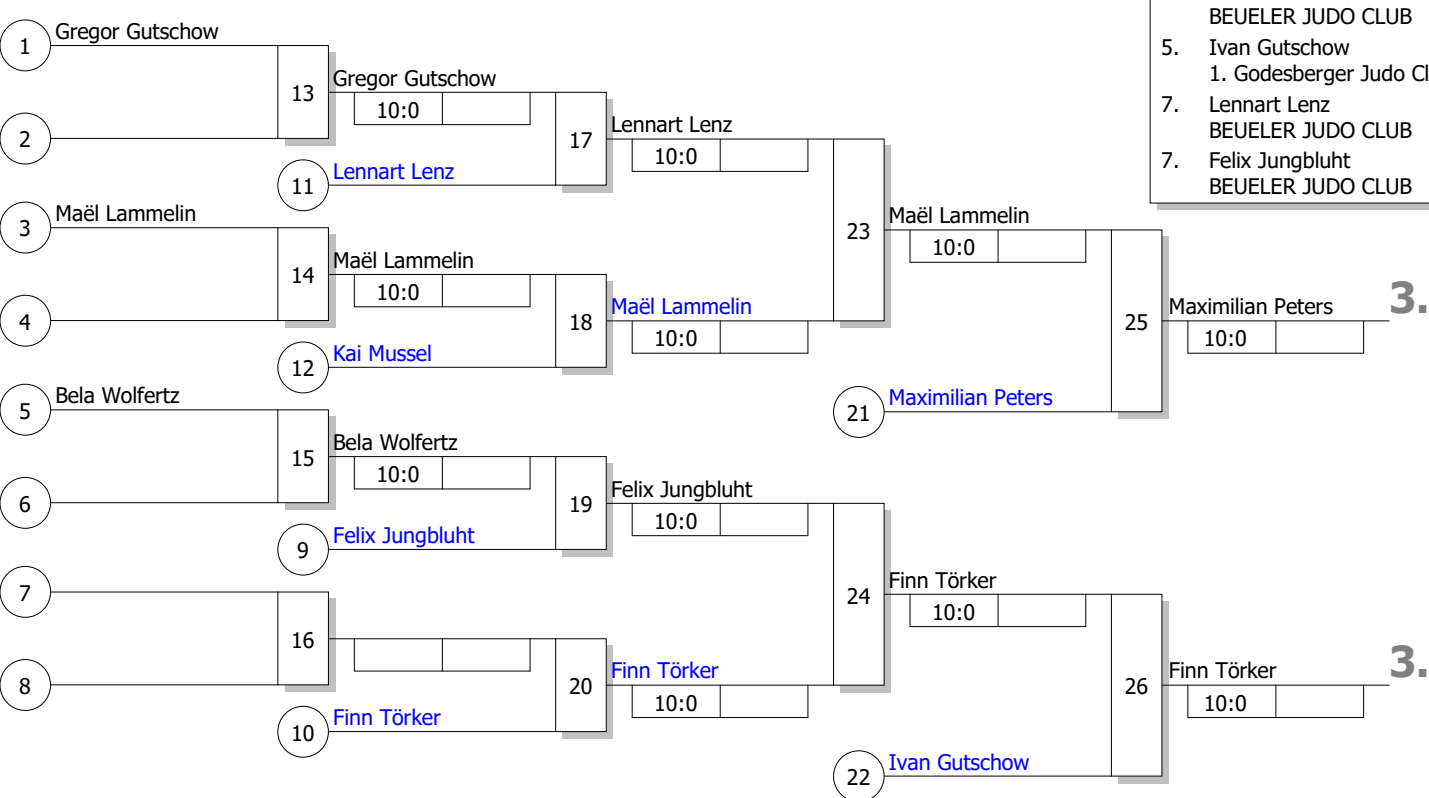 BEUELER JUDO CLUB
5. Ivan Gutschow
1. Godesberger Judo Cl
7. Lennart Lenz
BEUELER JUDO CLUB
7. Felix Jungbluht
BEUELER JUDO CLUB
1 Gregor Gutschow
13 Gregor Gutschow
10:0
2
17 Lennart Lenz
10:0
11 Lennart Lenz
3 Maël Lammelin
23 Maël Lammelin
10:0
14 Maël Lammelin
10:0
4
18 Maël Lammelin
10:0
25 Maximilian Peters 3.
10:0
12 Kai Mussel
5 Bela Wolfertz
21 Maximilian Peters
15 Bela Wolfertz
10:0
6
19 Felix Jungbluht
10:0
9 Felix Jungbluht
7
24 Finn Törker
10:0
16
8
20 Finn Törker
10:0
26 Finn Törker 3.
10:0
10 Finn Törker
22 Ivan Gutschow